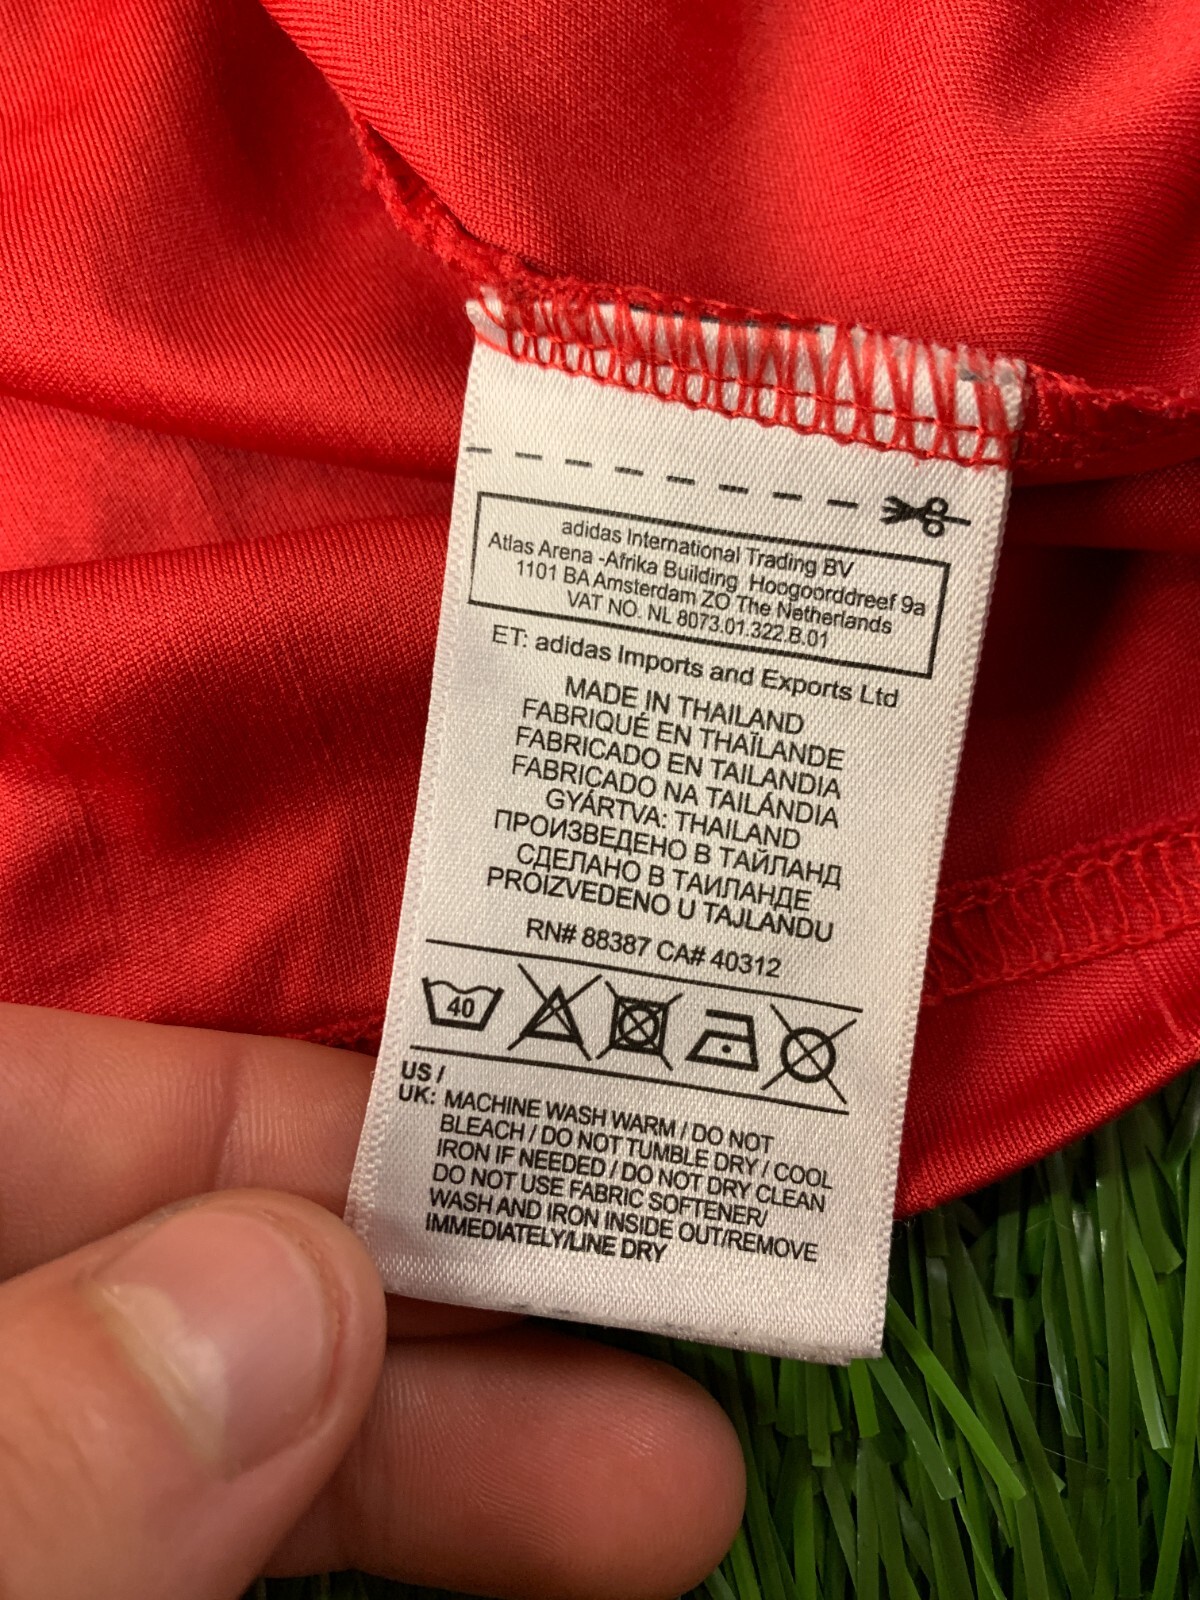 adidas International Trading BV
Atlas Arena -Afrika Building Hoogoorddreef 9a
1101 BA Amsterdam ZO The Netherlands
VAT NO. NL 8073.01.322.B.01
ET: adidas Imports and Exports Ltd
MADE IN THAILAND
FABRIQUÉ EN THAÏLANDE
FABRICADO EN TAILANDIA
FABRICADO NA TAILÁNDIA
GYÁRTVA: THAILAND
ПРОИЗВЕДЕНО В ТАЙЛАНД
СДЕЛАНО В ТАИЛАНДЕ
PROIZVEDENO U TAJLANDU
RN# 88387 CA# 40312
40
US /
UK: MACHINE WASH WARM / DO NOT
BLEACH / DO NOT TUMBLE DRY / COOL
IRON IF NEEDED / DO NOT DRY CLEAN
DO NOT USE FABRIC SOFTENER/
WASH AND IRON INSIDE OUT/REMOVE
IMMEDIATELY/LINE DRY